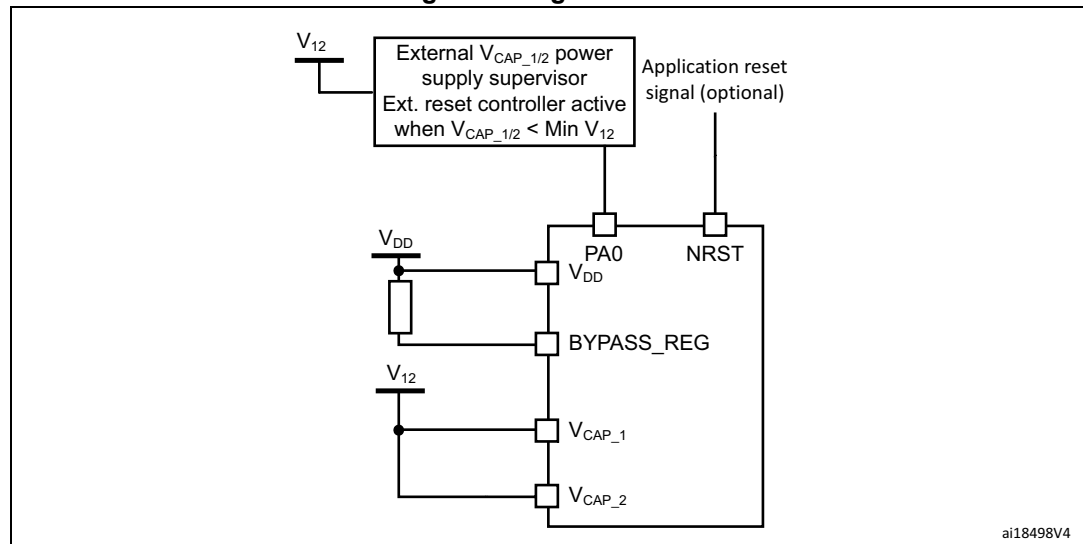 V12
External VCAP_1/2 power
supply supervisor
Ext. reset controller active
when VCAP_1/2 < Min V12
Application reset
signal (optional)
PA0
NRST
VDD
VDD
BYPASS_REG
V12
VCAP_1
VCAP_2
ai18498V4